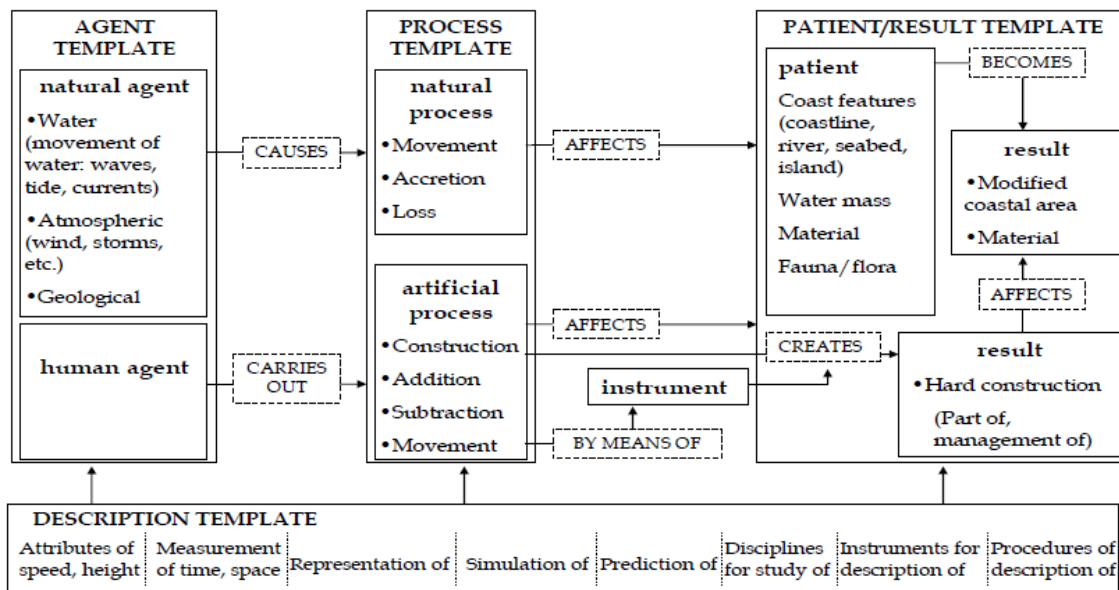 AGENT
TEMPLATE
natural agent
•Water
(movement of
water: waves,
tide, currents)
•Atmospheric
(wind, storms,
etc.)
•Geological
human agent
CAUSES
CARRIES
OUT
PROCESS
TEMPLATE
natural
process
•Movement
•Accretion
•Loss
artificial
process
•Construction
•Addition
•Subtraction
•Movement
AFFECTS
AFFECTS
instrument
BY MEANS OF
PATIENT/RESULT TEMPLATE
patient
Coast features
(coastline,
river, seabed,
island)
Water mass
Material
Fauna/flora
BECOMES
result
•Modified
coastal area
•Material
AFFECTS
CREATES
result
•Hard construction
(Part of,
management of)
DESCRIPTION TEMPLATE
Attributes of
speed, height
Measurement
of time, space
Representation of
Simulation of
Prediction of
Disciplines
for study of
Instruments for
description of
Procedures of
description of